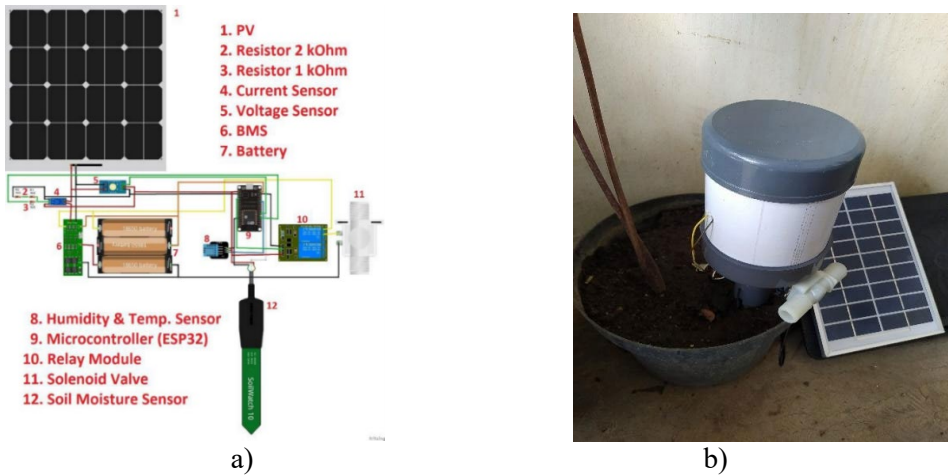 1
1. PV
2. Resistor 2 kOhm
3. Resistor 1 kOhm
4. Current Sensor
5. Voltage Sensor
6. BMS
7. Battery
5
2
4
3
11
10
8
9
6
7
12
8. Humidity & Temp. Sensor
9. Microcontroller (ESP32)
10. Relay Module
11. Solenoid Valve
12. Soil Moisture Sensor
SoilWatch 10
a)
b)